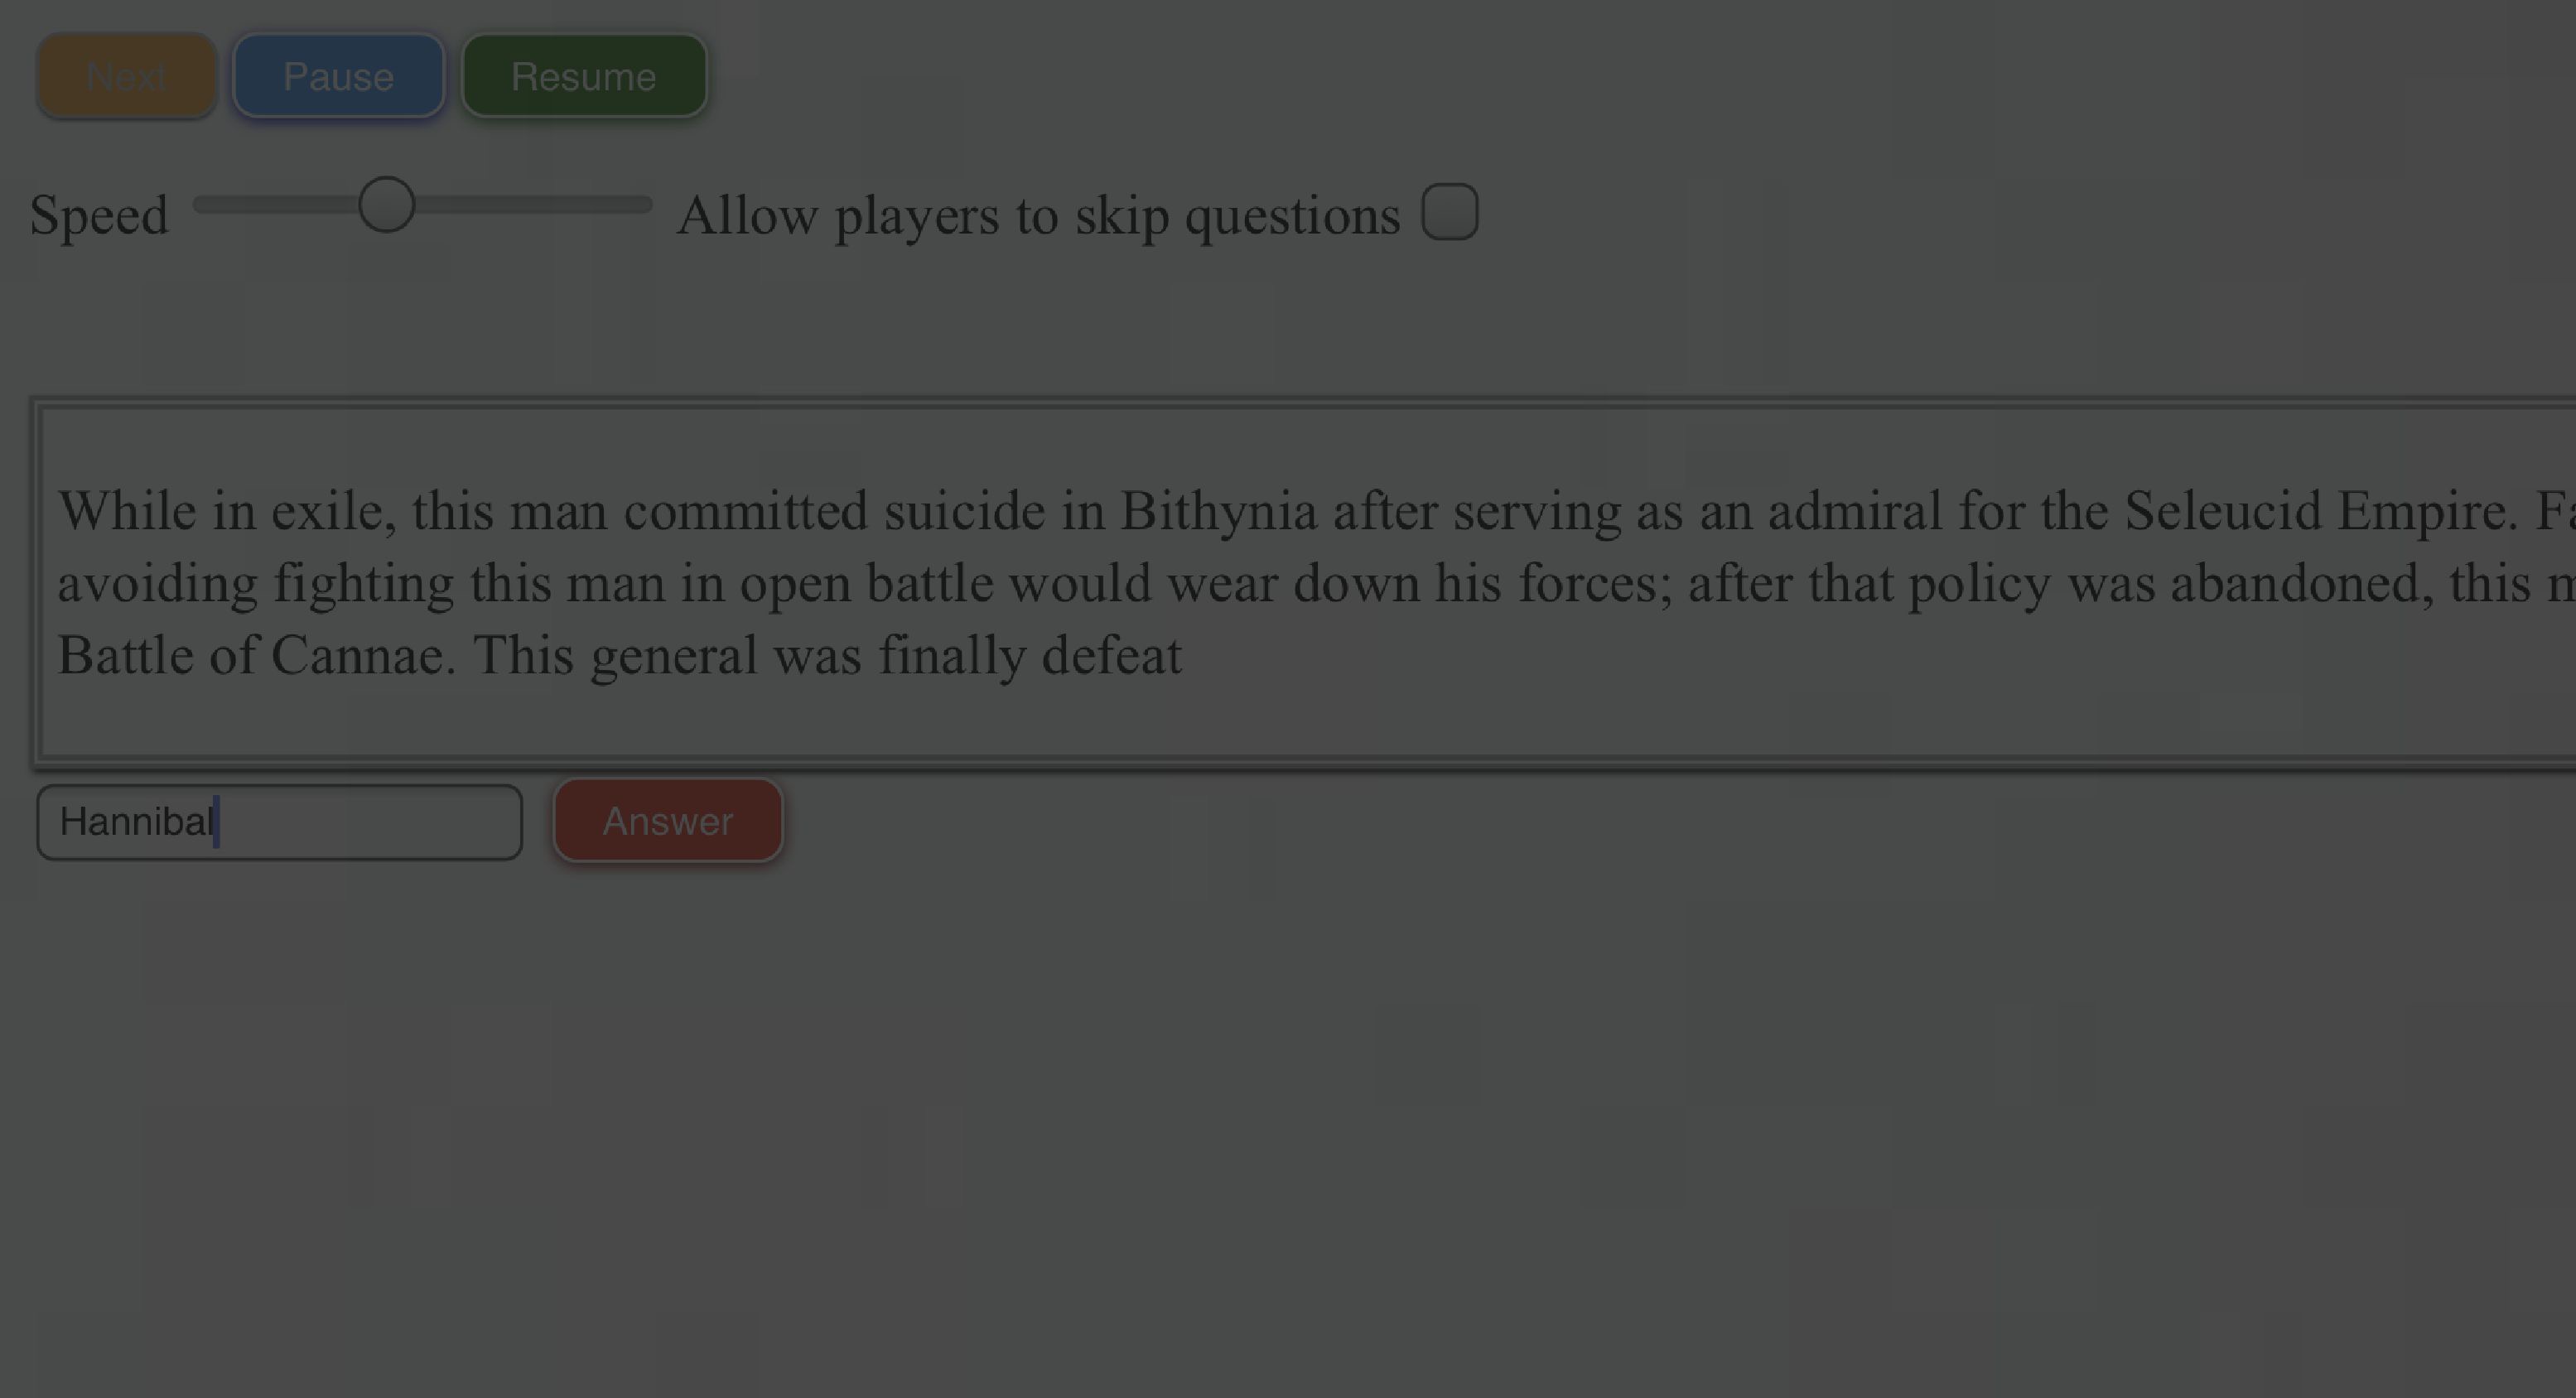 Next Pause Resume
Speed Allow players to skip questions
While in exile, this man committed suicide in Bithynia after serving as an admiral for the Seleucid Empire. Fa
avoiding fighting this man in open battle would wear down his forces; after that policy was abandoned, this m
Battle of Cannae. This general was finally defeat
Hannibal Answer